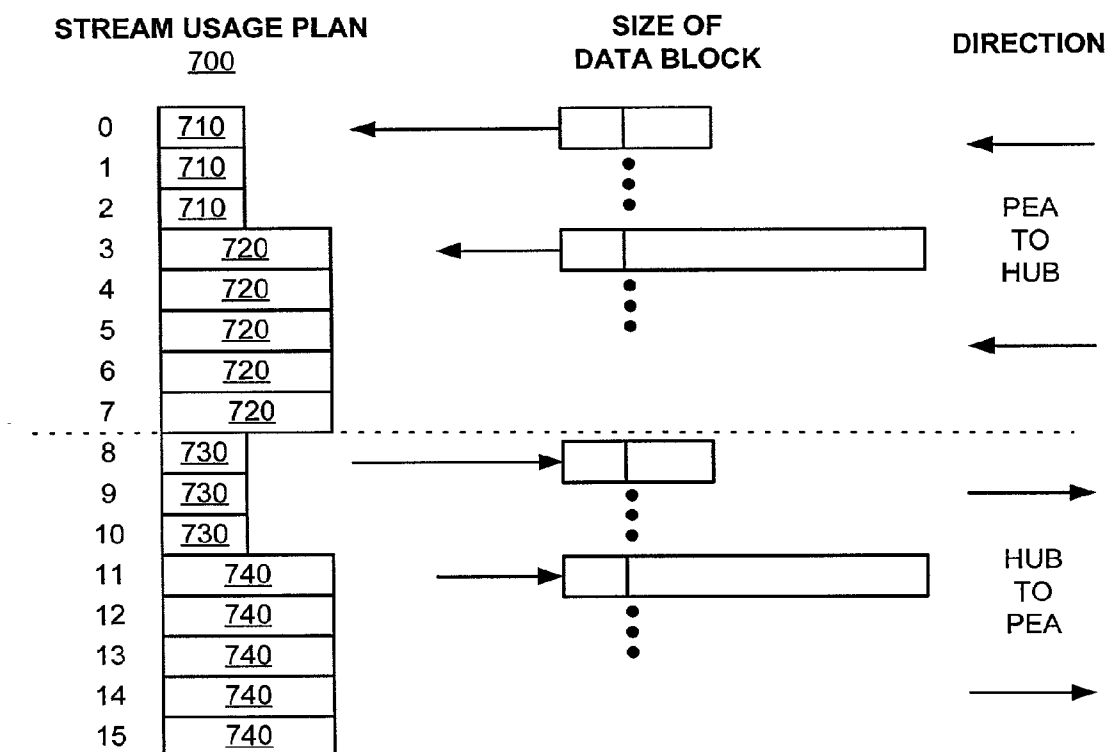 STREAM USAGE PLAN
700
SIZE OF
DATA BLOCK
DIRECTION
0 710
1 710
2 710
3 720
4 720
5 720
6 720
7 720
PEA
TO
HUB
8 730
9 730
10 730
11 740
12 740
13 740
14 740
15 740
HUB
TO
PEA